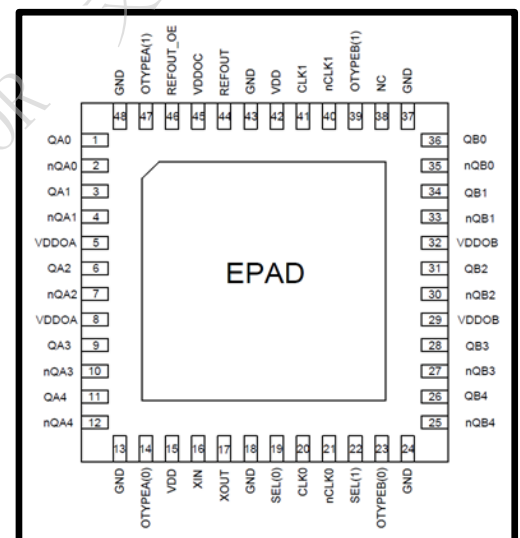 GND
OTYPEA(1)
REFOUT_OE
VDDOC
REFOUT
GND
VDD
CLK1
nCLK1
OTYPEB(1)
NC
GND
48 47 46 45 44 43 42 41 40 39 38 37
QA0 1
nQA0 2
QA1 3
nQA1 4
VDDOA 5
QA2 6
nQA2 7
VDDOA 8
QA3 9
nQA3 10
QA4 11
nQA4 12
EPAD
36 QB0
35 nQB0
34 QB1
33 nQB1
32 VDDOB
31 QB2
30 nQB2
29 VDDOB
28 QB3
27 nQB3
26 QB4
25 nQB4
13 14 15 16 17 18 19 20 21 22 23 24
GND
OTYPEA(0)
VDD
XIN
XOUT
GND
SEL(0)
CLK0
nCLK0
SEL(1)
OTYPEB(0)
GND